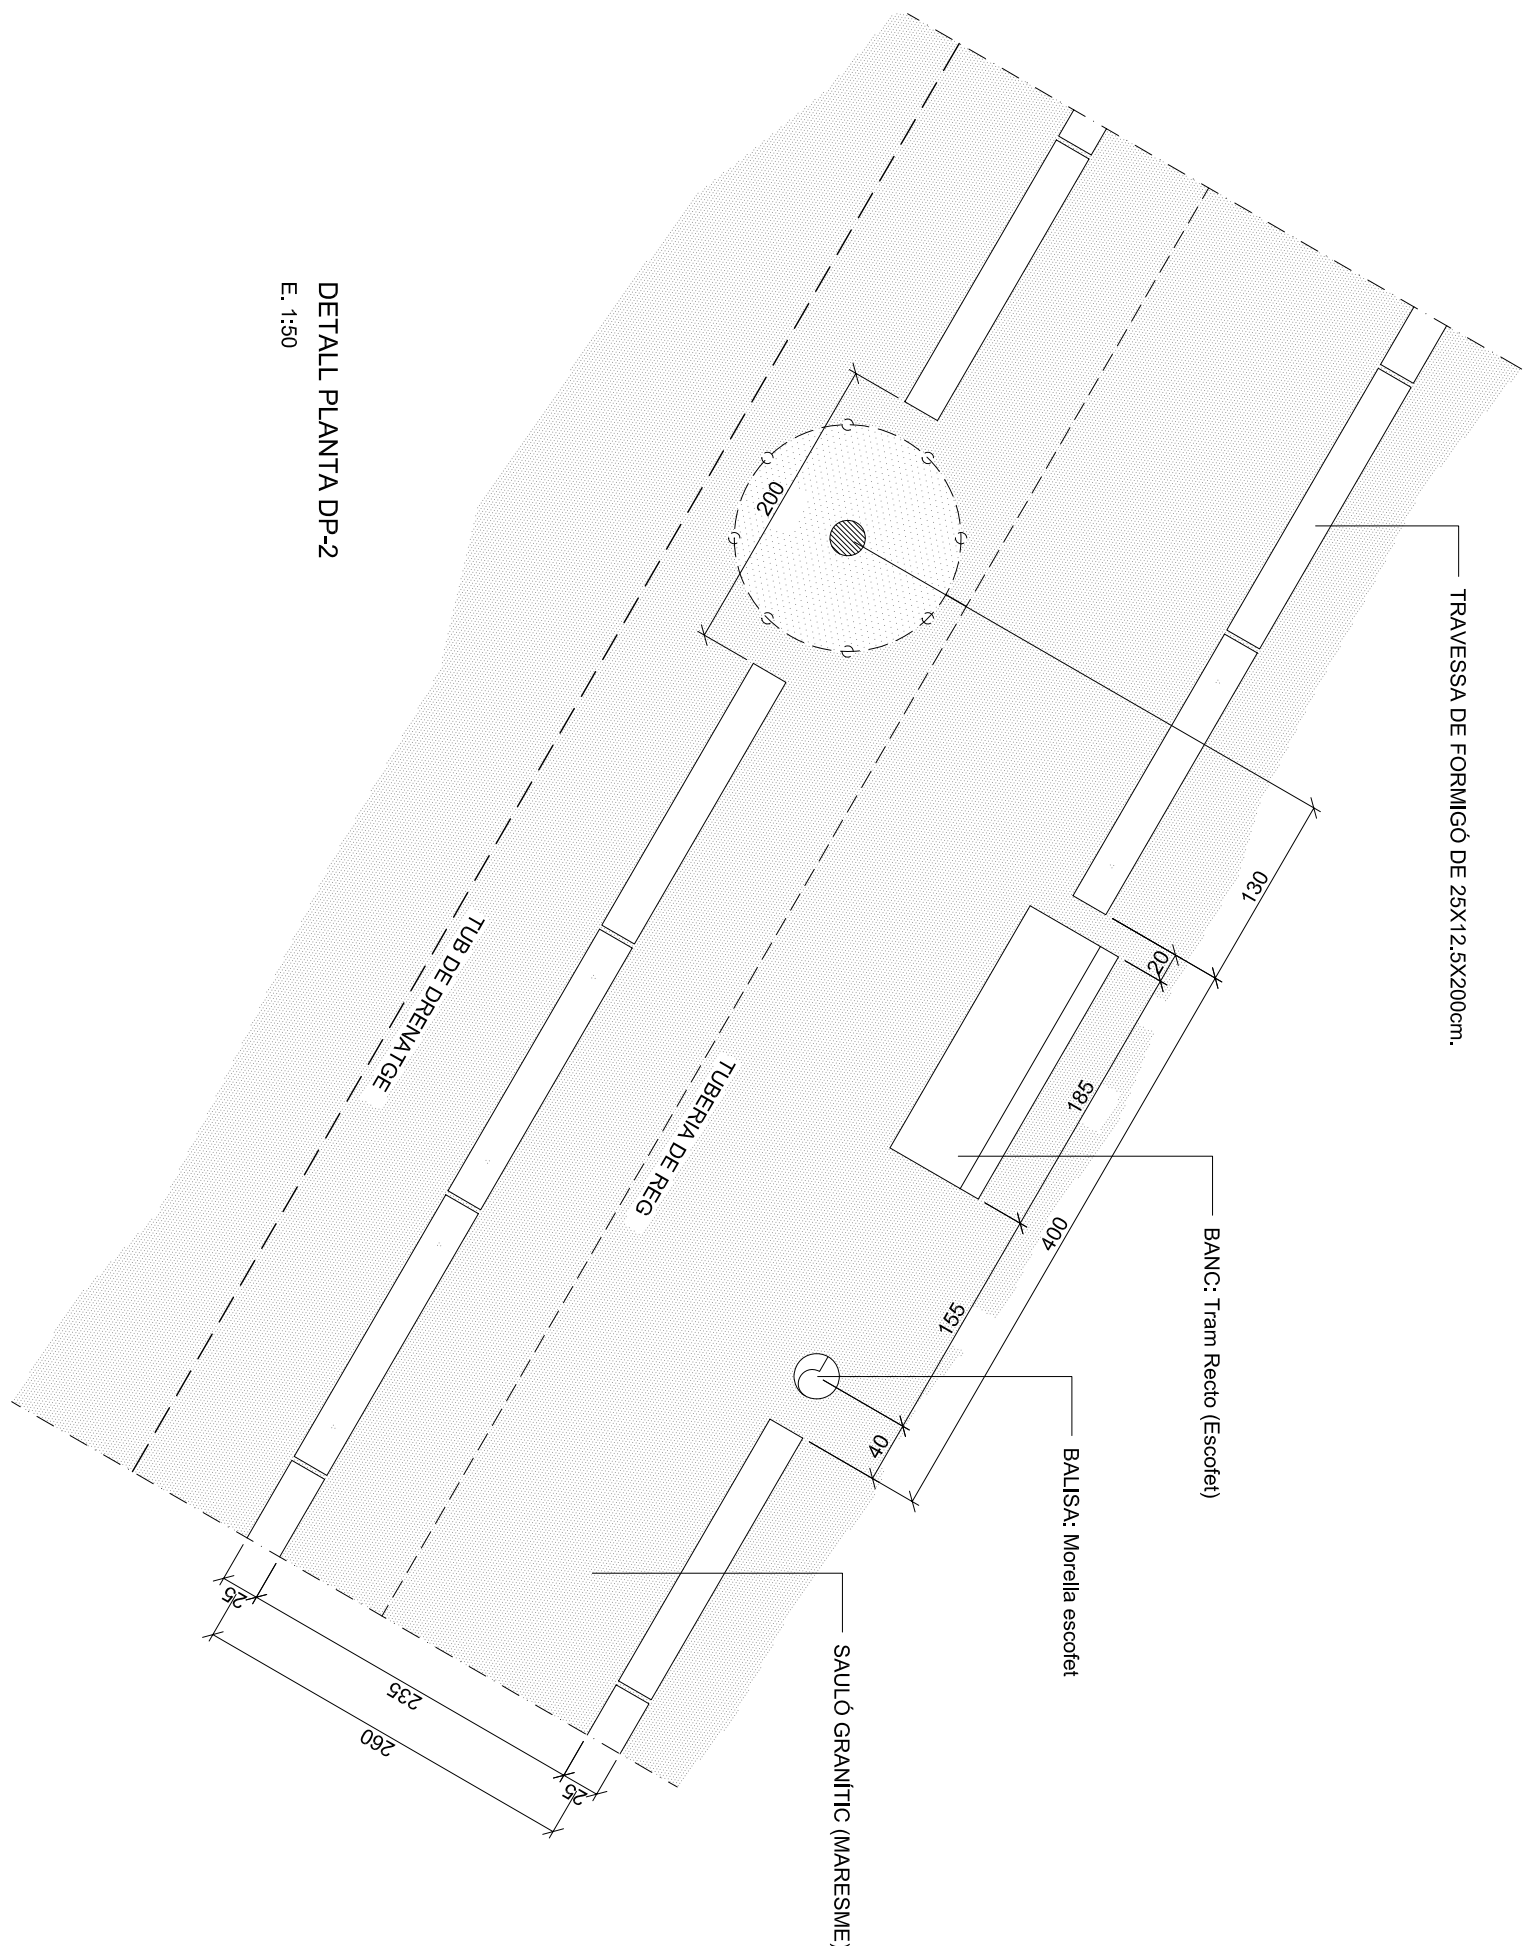 TRAVESSA DE FORMIGÓ DE 25X12.5X200cm.
BANC: Tram Recto (Escofet)
BALISA: Morella escofet
SAULÓ GRANÍTIC (MARESME)
TUB DE DRENATGE
TUBERIA DE REG
200
130
20
185
400
155
40
25
235
25
260
DETALL PLANTA DP-2
E. 1:50